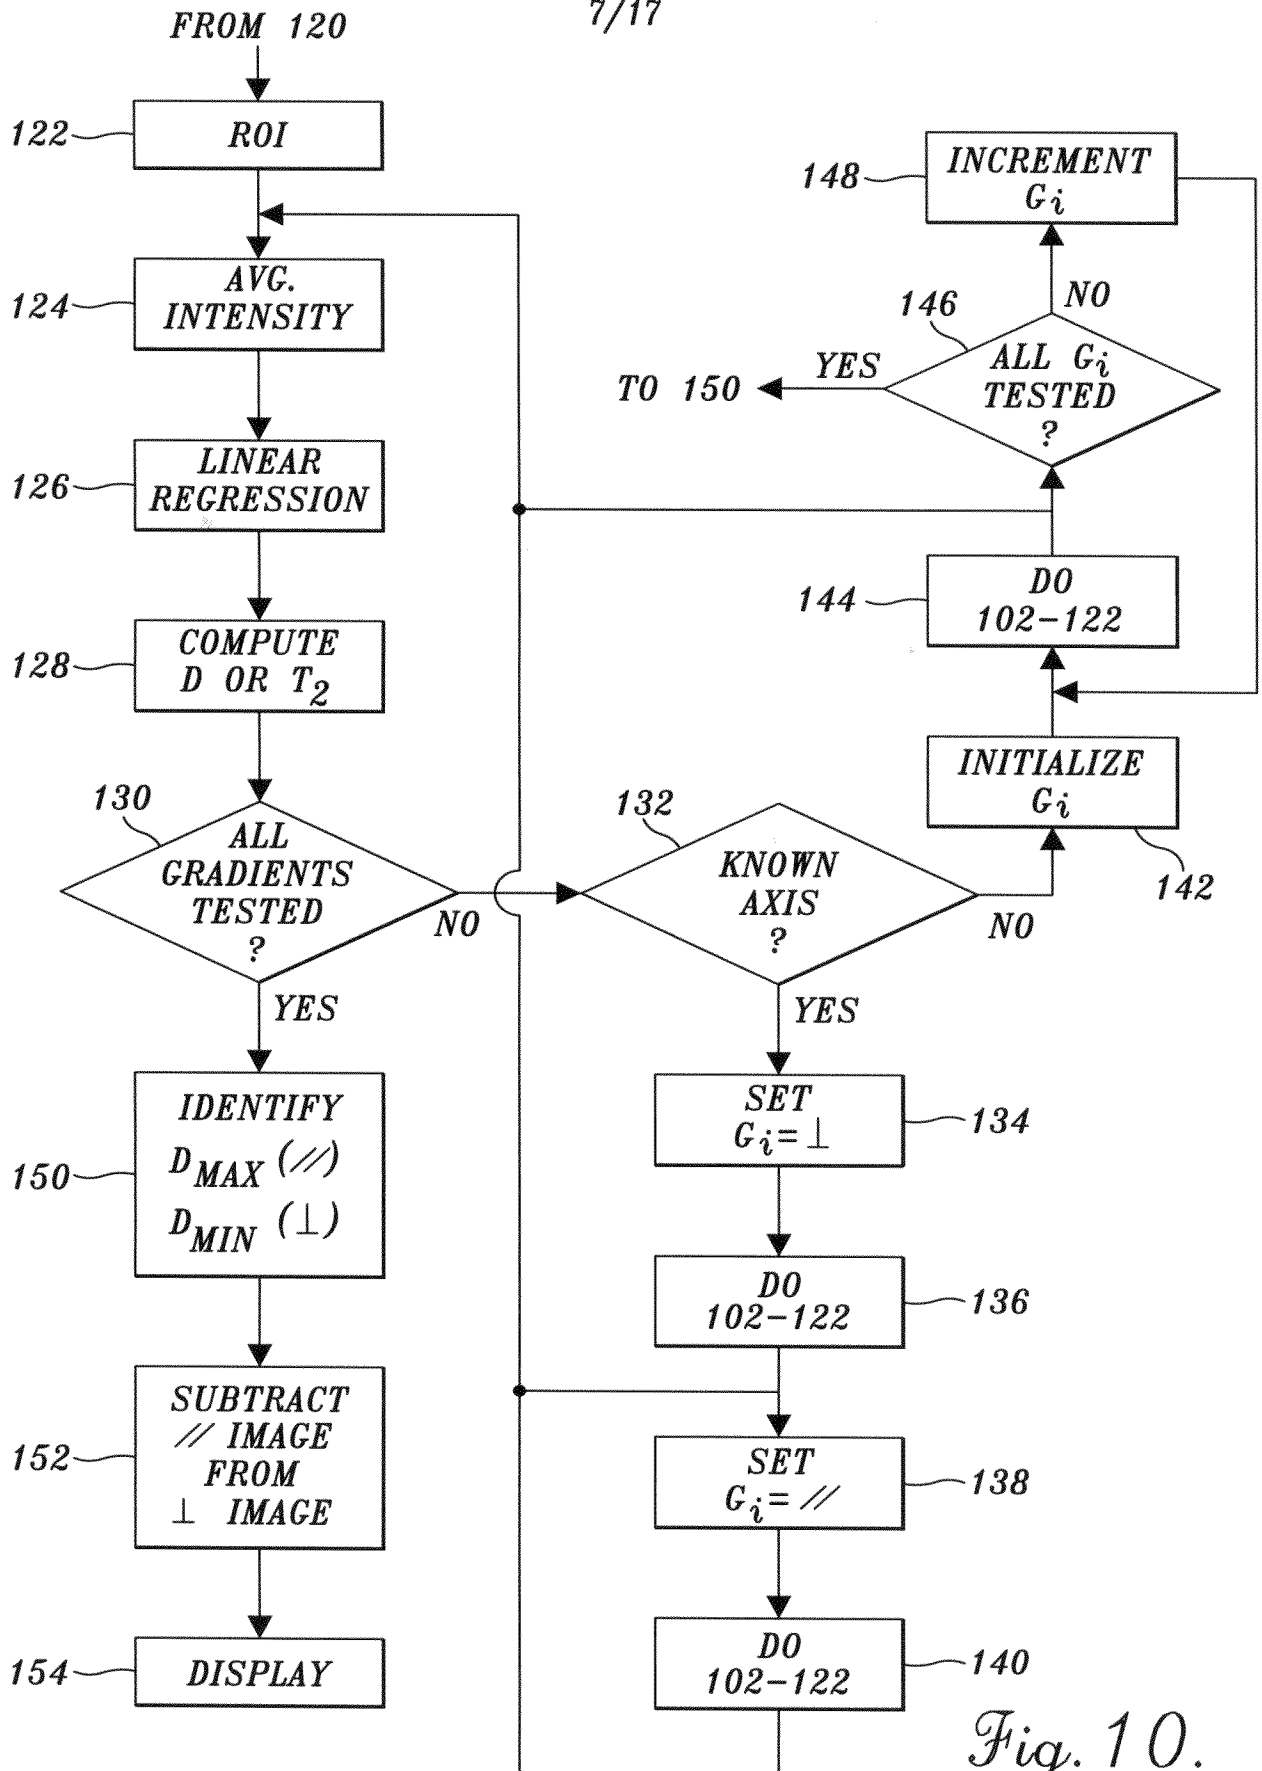 7/17
FROM 120
122
ROI
124
AVG.
INTENSITY
126
LINEAR
REGRESSION
128
COMPUTE
D OR T2
130
ALL
GRADIENTS
TESTED
?
NO
YES
150
IDENTIFY
DMAX (//)
DMIN (⊥)
152
SUBTRACT
// IMAGE
FROM
⊥ IMAGE
154
DISPLAY
132
KNOWN
AXIS
?
NO
YES
SET
Gi=⊥
134
DO
102-122
136
SET
Gi=//
138
DO
102-122
140
148
INCREMENT
Gi
146
NO
ALL Gi
TESTED
?
YES
TO 150
144
DO
102-122
INITIALIZE
Gi
142
Fig. 10.